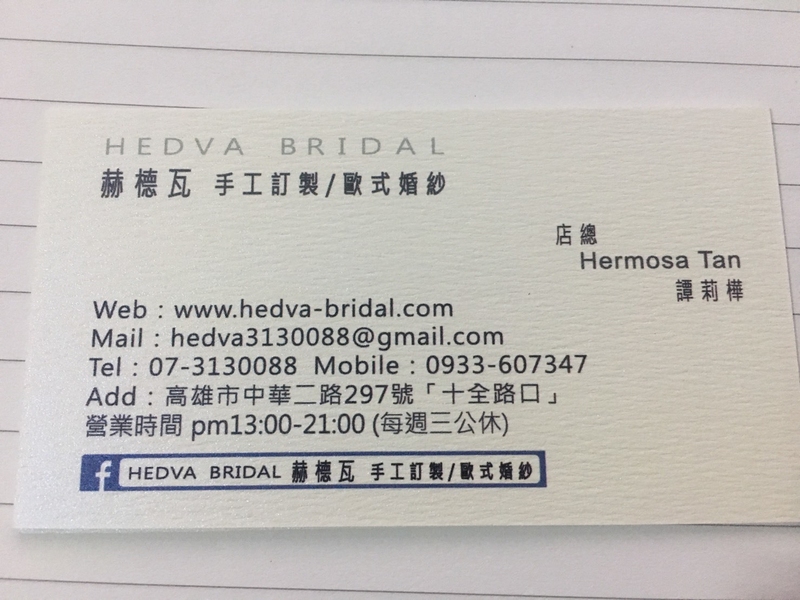 HEDVA BRIDAL
赫德瓦 手工訂製/歐式婚紗
店總
Hermosa Tan
譚莉樺
Web：www.hedva-bridal.com
Mail：hedva3130088@gmail.com
Tel：07-3130088 Mobile：0933-607347
Add：高雄市中華二路297號「十全路口」
營業時間 pm13:00-21:00 (每週三公休)
f HEDVA BRIDAL 赫德瓦 手工訂製/歐式婚紗